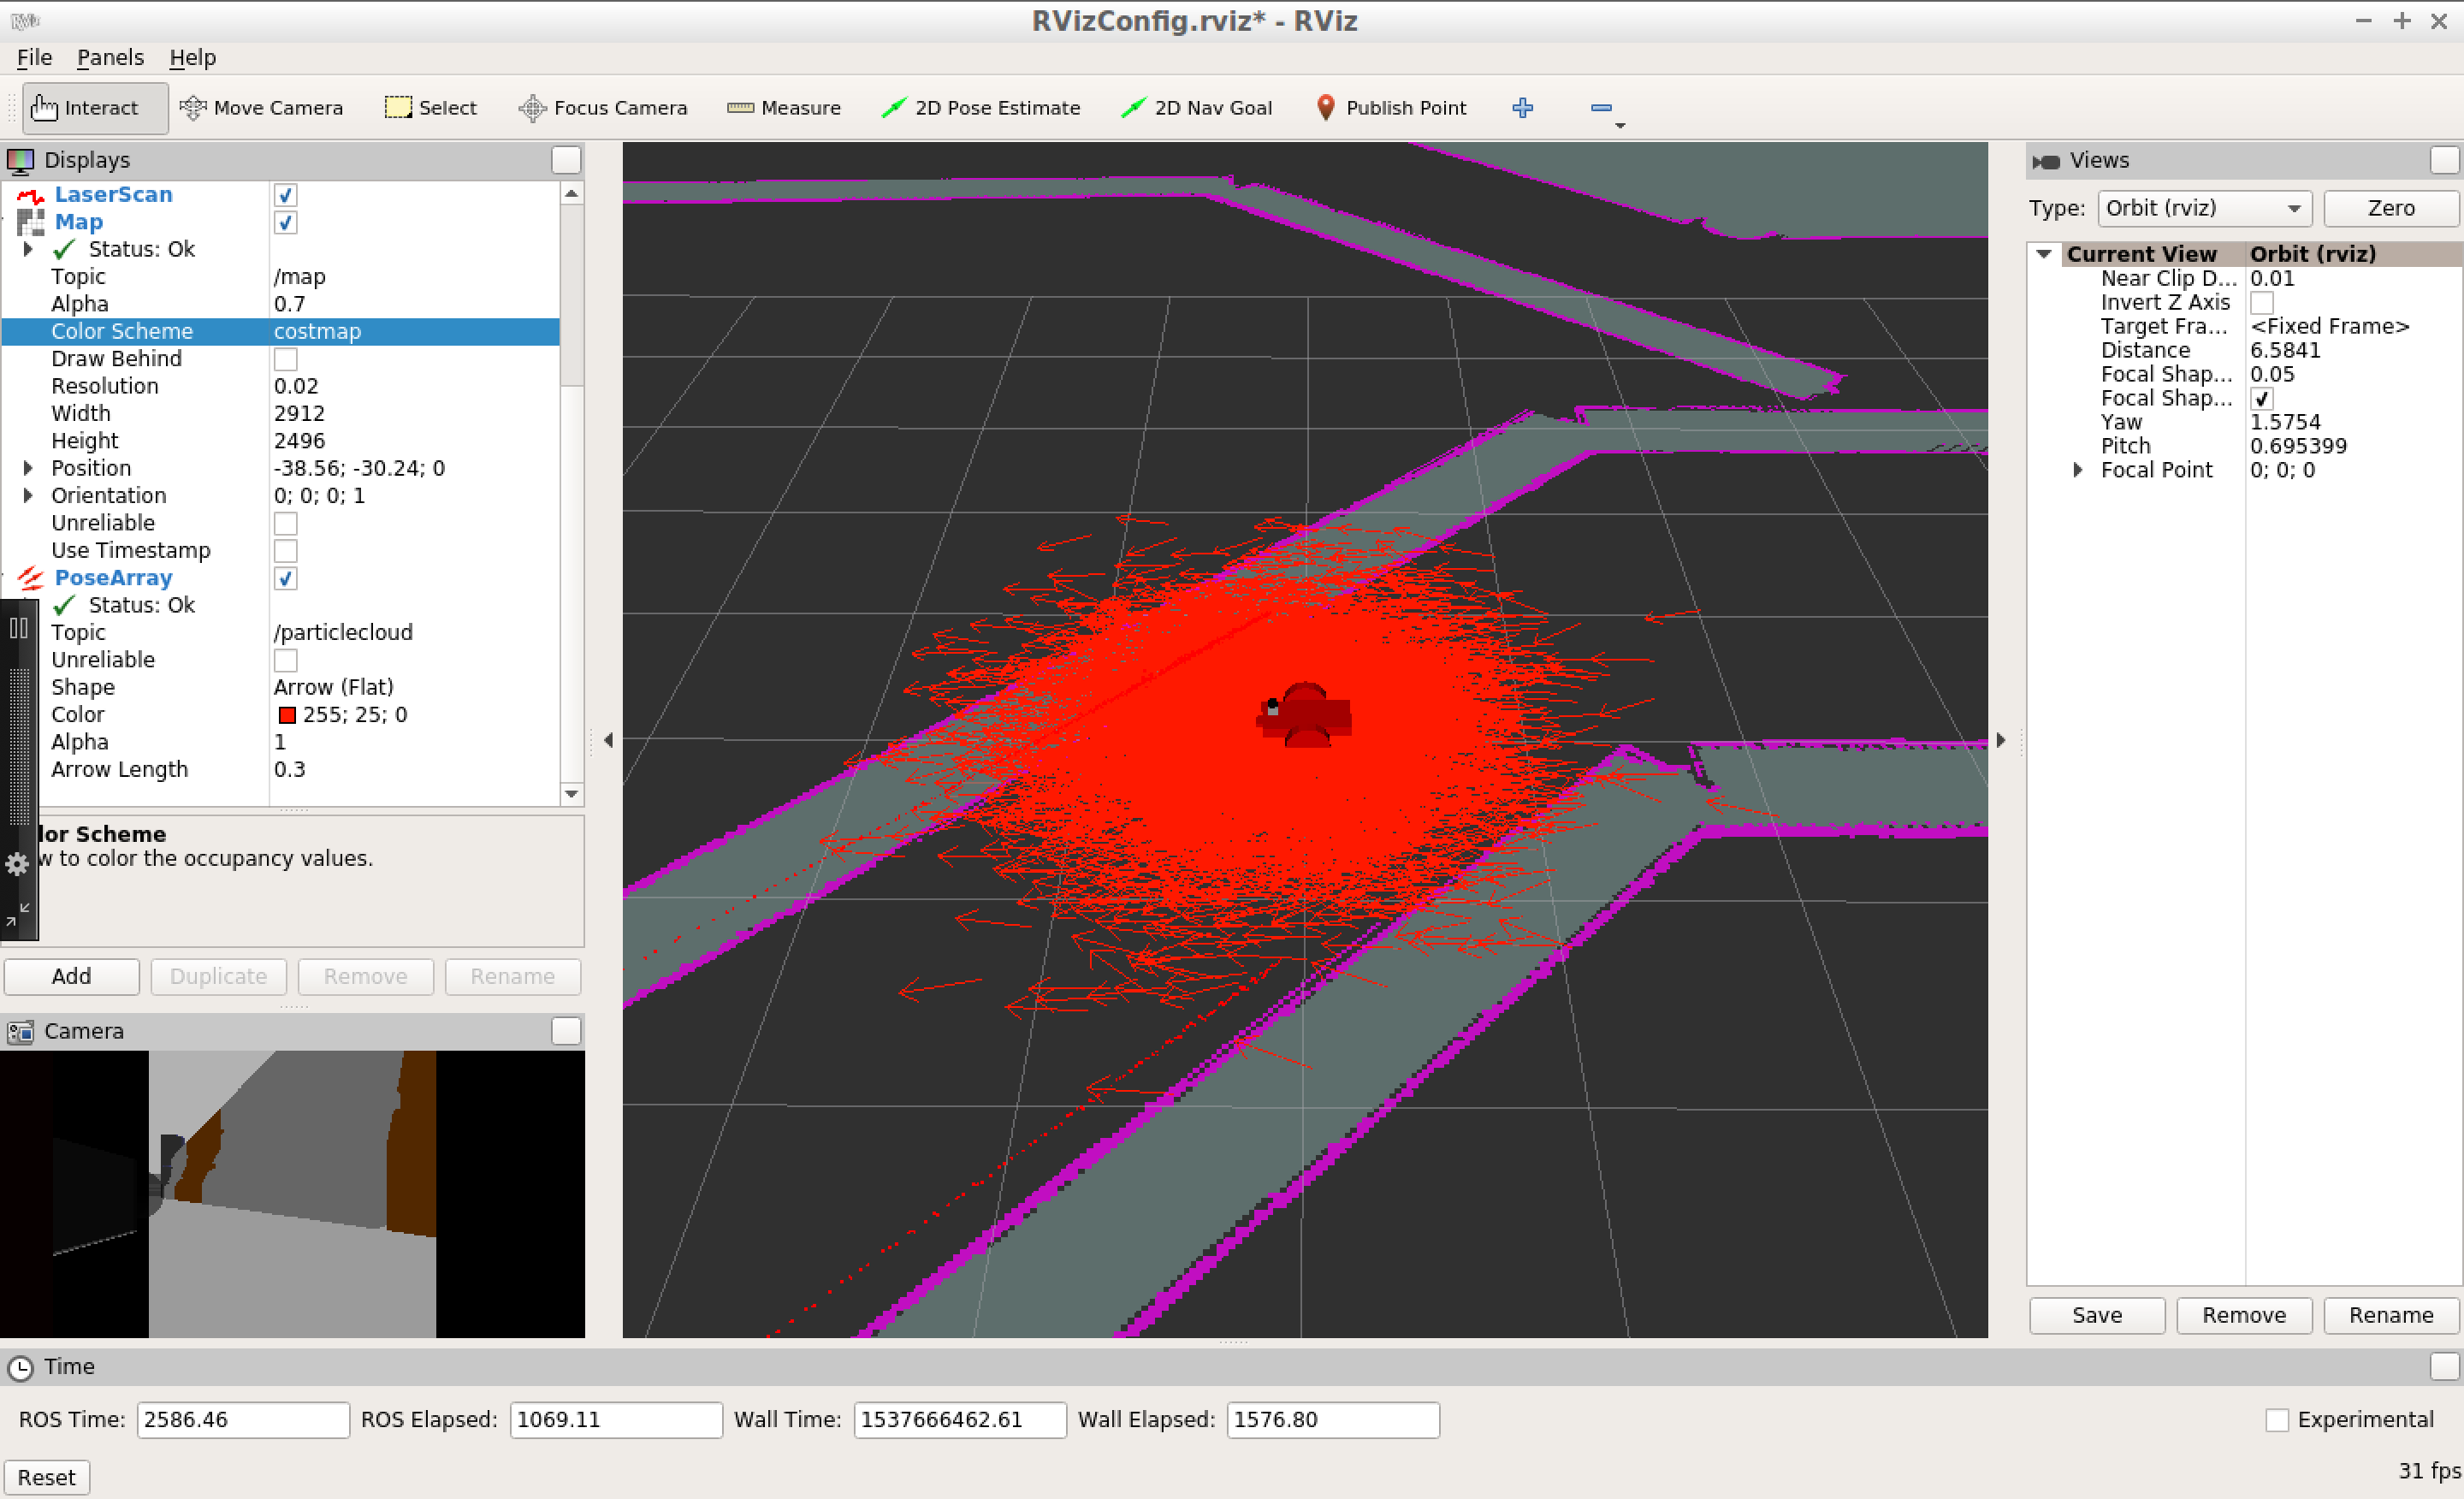 RVizConfig.rviz* - RViz
File Panels Help
Interact Move Camera Select Focus Camera Measure 2D Pose Estimate 2D Nav Goal Publish Point
Displays
LaserScan
Map
Status: Ok
Topic /map
Alpha 0.7
Color Scheme costmap
Draw Behind
Resolution 0.02
Width 2912
Height 2496
Position -38.56; -30.24; 0
Orientation 0; 0; 0; 1
Unreliable
Use Timestamp
PoseArray
Status: Ok
Topic /particlecloud
Unreliable
Shape Arrow (Flat)
Color 255; 25; 0
Alpha 1
Arrow Length 0.3
lor Scheme
w to color the occupancy values.
Add Duplicate Remove Rename
Camera
Views
Type: Orbit (rviz) Zero
Current View Orbit (rviz)
Near Clip D... 0.01
Invert Z Axis
Target Fra... <Fixed Frame>
Distance 6.5841
Focal Shap... 0.05
Focal Shap...
Yaw 1.5754
Pitch 0.695399
Focal Point 0; 0; 0
Save Remove Rename
Time
ROS Time: 2586.46 ROS Elapsed: 1069.11 Wall Time: 1537666462.61 Wall Elapsed: 1576.80 Experimental
Reset 31 fps